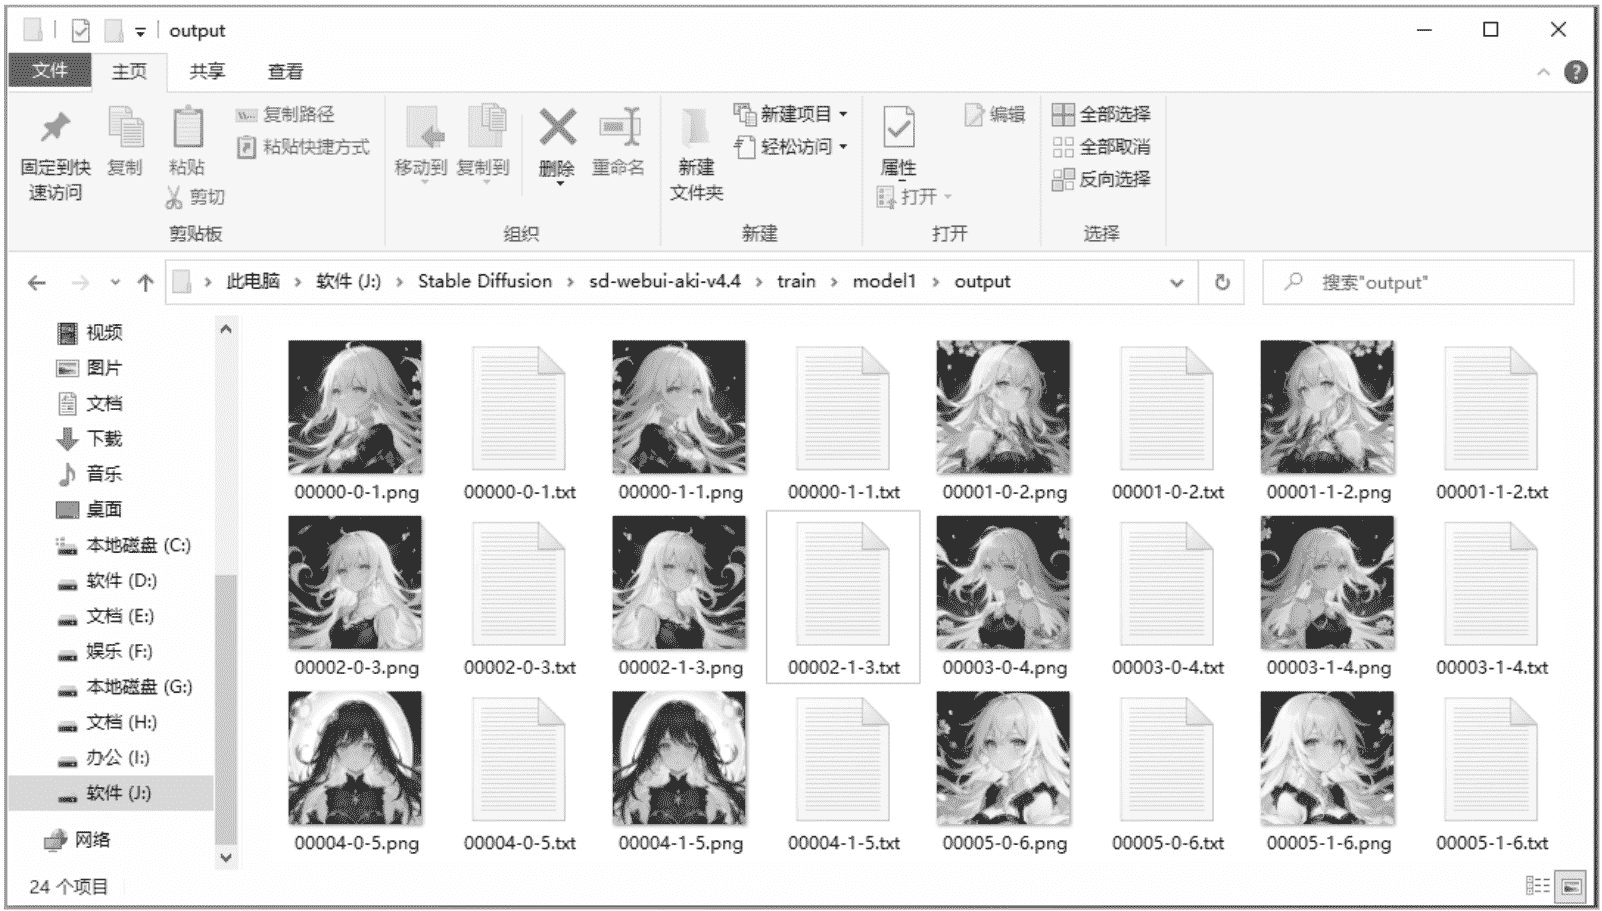 output
文件 主页 共享 查看
固定到快
速访问
复制
粘贴
复制路径
粘贴快捷方式
剪切
剪贴板
移动到
复制到
删除
重命名
组织
新建
文件夹
新建项目
轻松访问
新建
属性
打开
编辑
打开
全部选择
全部取消
反向选择
选择
此电脑 › 软件 (J:) › Stable Diffusion › sd-webui-aki-v4.4 › train › model1 › output
搜索"output"
视频
图片
文档
下载
音乐
桌面
本地磁盘 (C:)
软件 (D:)
文档 (E:)
娱乐 (F:)
本地磁盘 (G:)
文档 (H:)
办公 (I:)
软件 (J:)
网络
00000-0-1.png 00000-0-1.txt 00000-1-1.png 00000-1-1.txt 00001-0-2.png 00001-0-2.txt 00001-1-2.png 00001-1-2.txt
00002-0-3.png 00002-0-3.txt 00002-1-3.png 00002-1-3.txt 00003-0-4.png 00003-0-4.txt 00003-1-4.png 00003-1-4.txt
00004-0-5.png 00004-0-5.txt 00004-1-5.png 00004-1-5.txt 00005-0-6.png 00005-0-6.txt 00005-1-6.png 00005-1-6.txt
24 个项目